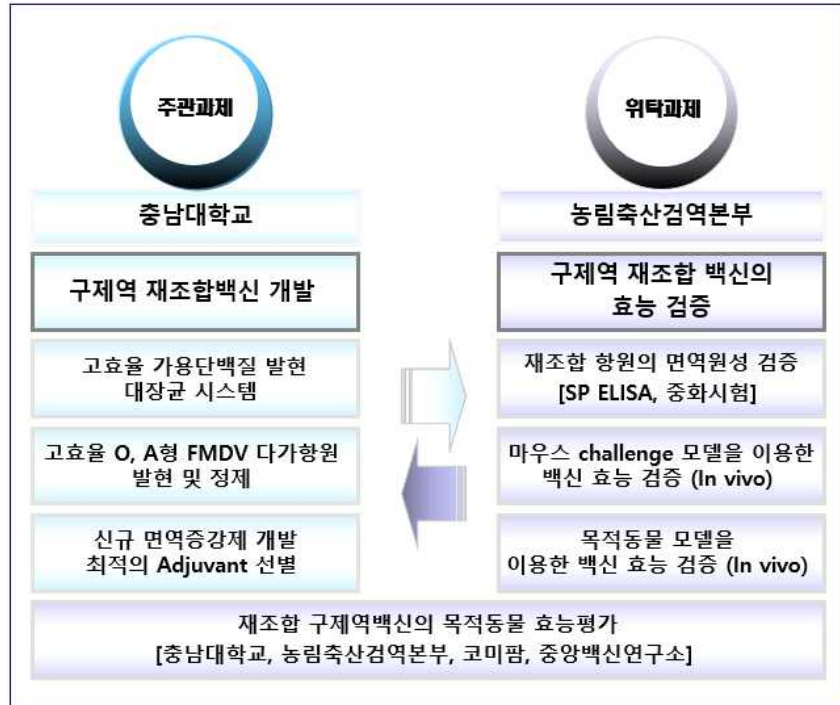 주관과제
충남대학교
구제역 재조합백신 개발
고효율 가용단백질 발현
대장균 시스템
고효율 O, A형 FMDV 다가항원
발현 및 정제
신규 면역증강제 개발
최적의 Adjuvant 선별
위탁과제
농림축산검역본부
구제역 재조합 백신의
효능 검증
재조합 항원의 면역원성 검증
[SP ELISA, 중화시험]
마우스 challenge 모델을 이용한
백신 효능 검증 (In vivo)
목적동물 모델을
이용한 백신 효능 검증 (In vivo)
재조합 구제역백신의 목적동물 효능평가
[충남대학교, 농림축산검역본부, 코미팜, 중앙백신연구소]